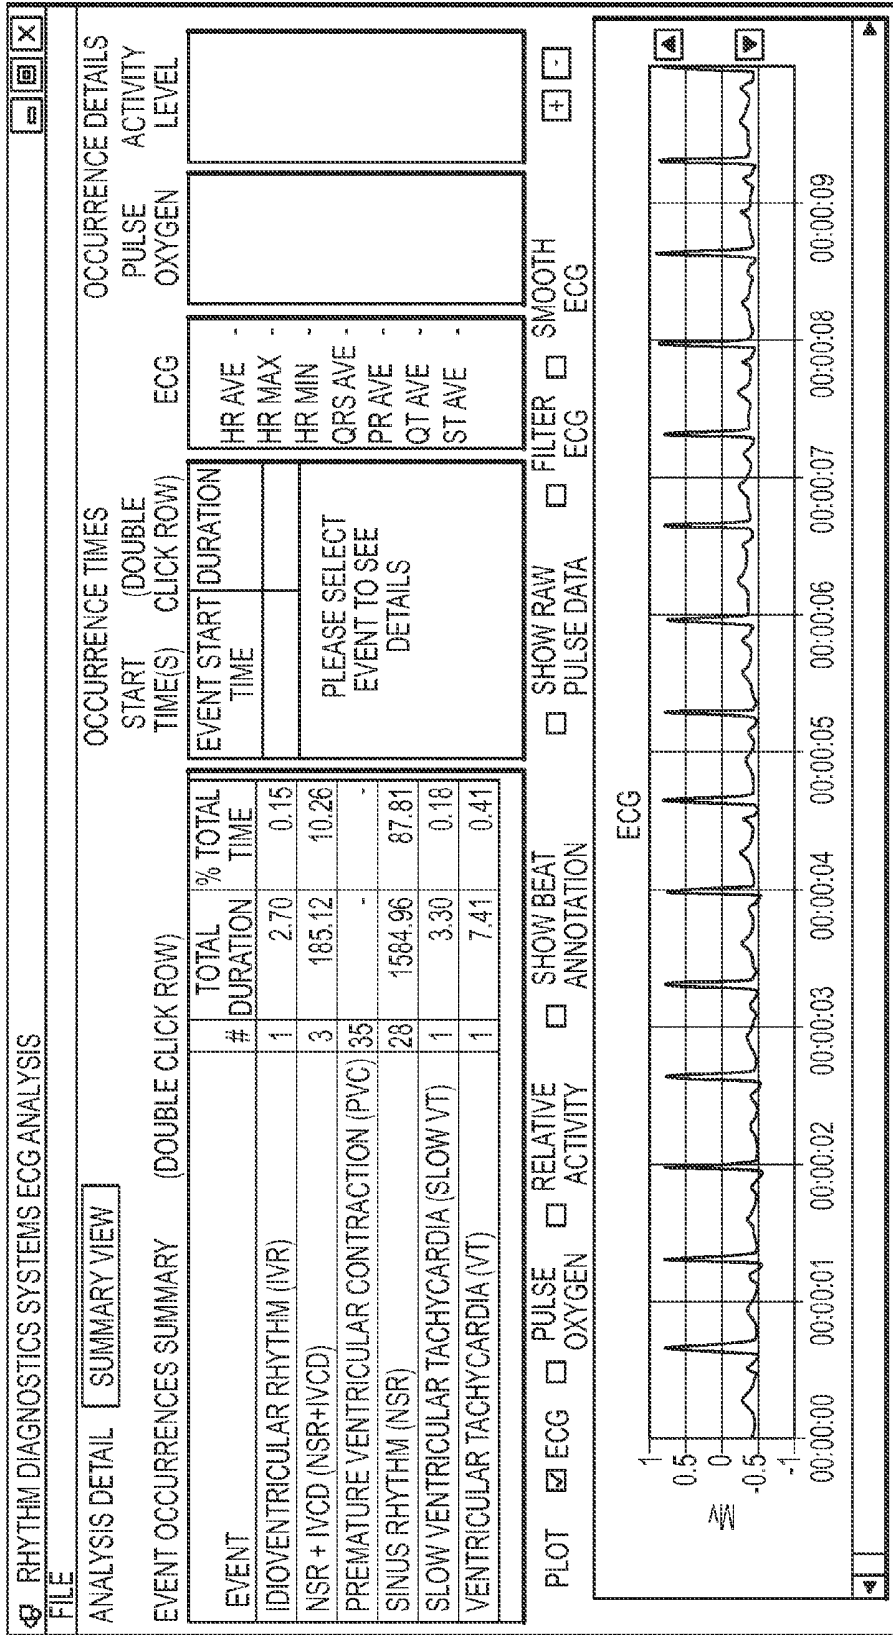 RHYTHM DIAGNOSTICS SYSTEMS ECG ANALYSIS
FILE
ANALYSIS DETAIL SUMMARY VIEW
EVENT OCCURRENCES SUMMARY (DOUBLE CLICK ROW)
EVENT # TOTAL DURATION % TOTAL TIME
IDIOVENTRICULAR RHYTHM (IVR) 1 2.70 0.15
NSR + IVCD (NSR+IVCD) 3 185.12 10.26
PREMATURE VENTRICULAR CONTRACTION (PVC) 35 - -
SINUS RHYTHM (NSR) 28 1584.96 87.81
SLOW VENTRICULAR TACHYCARDIA (SLOW VT) 1 3.30 0.18
VENTRICULAR TACHYCARDIA (VT) 1 7.41 0.41
OCCURRENCE TIMES
START TIME(S) (DOUBLE CLICK ROW)
EVENT START TIME DURATION
PLEASE SELECT
EVENT TO SEE
DETAILS
OCCURRENCE DETAILS
ECG PULSE OXYGEN ACTIVITY LEVEL
HR AVE -
HR MAX -
HR MIN -
QRS AVE -
PR AVE -
QT AVE -
ST AVE -
PLOT ECG PULSE OXYGEN RELATIVE ACTIVITY SHOW BEAT ANNOTATION SHOW RAW PULSE DATA FILTER ECG SMOOTH ECG + -
ECG
Mv
1
0.5
0
-0.5
-1
00:00:00 00:00:01 00:00:02 00:00:03 00:00:04 00:00:05 00:00:06 00:00:07 00:00:08 00:00:09